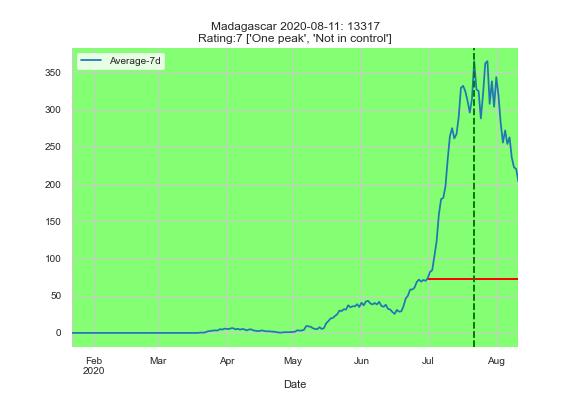 Madagascar 2020-08-11: 13317
Rating:7 ['One peak', 'Not in control']
Average-7d
350
300
250
200
150
100
50
0
Feb Mar Apr May Jun Jul Aug
2020
Date